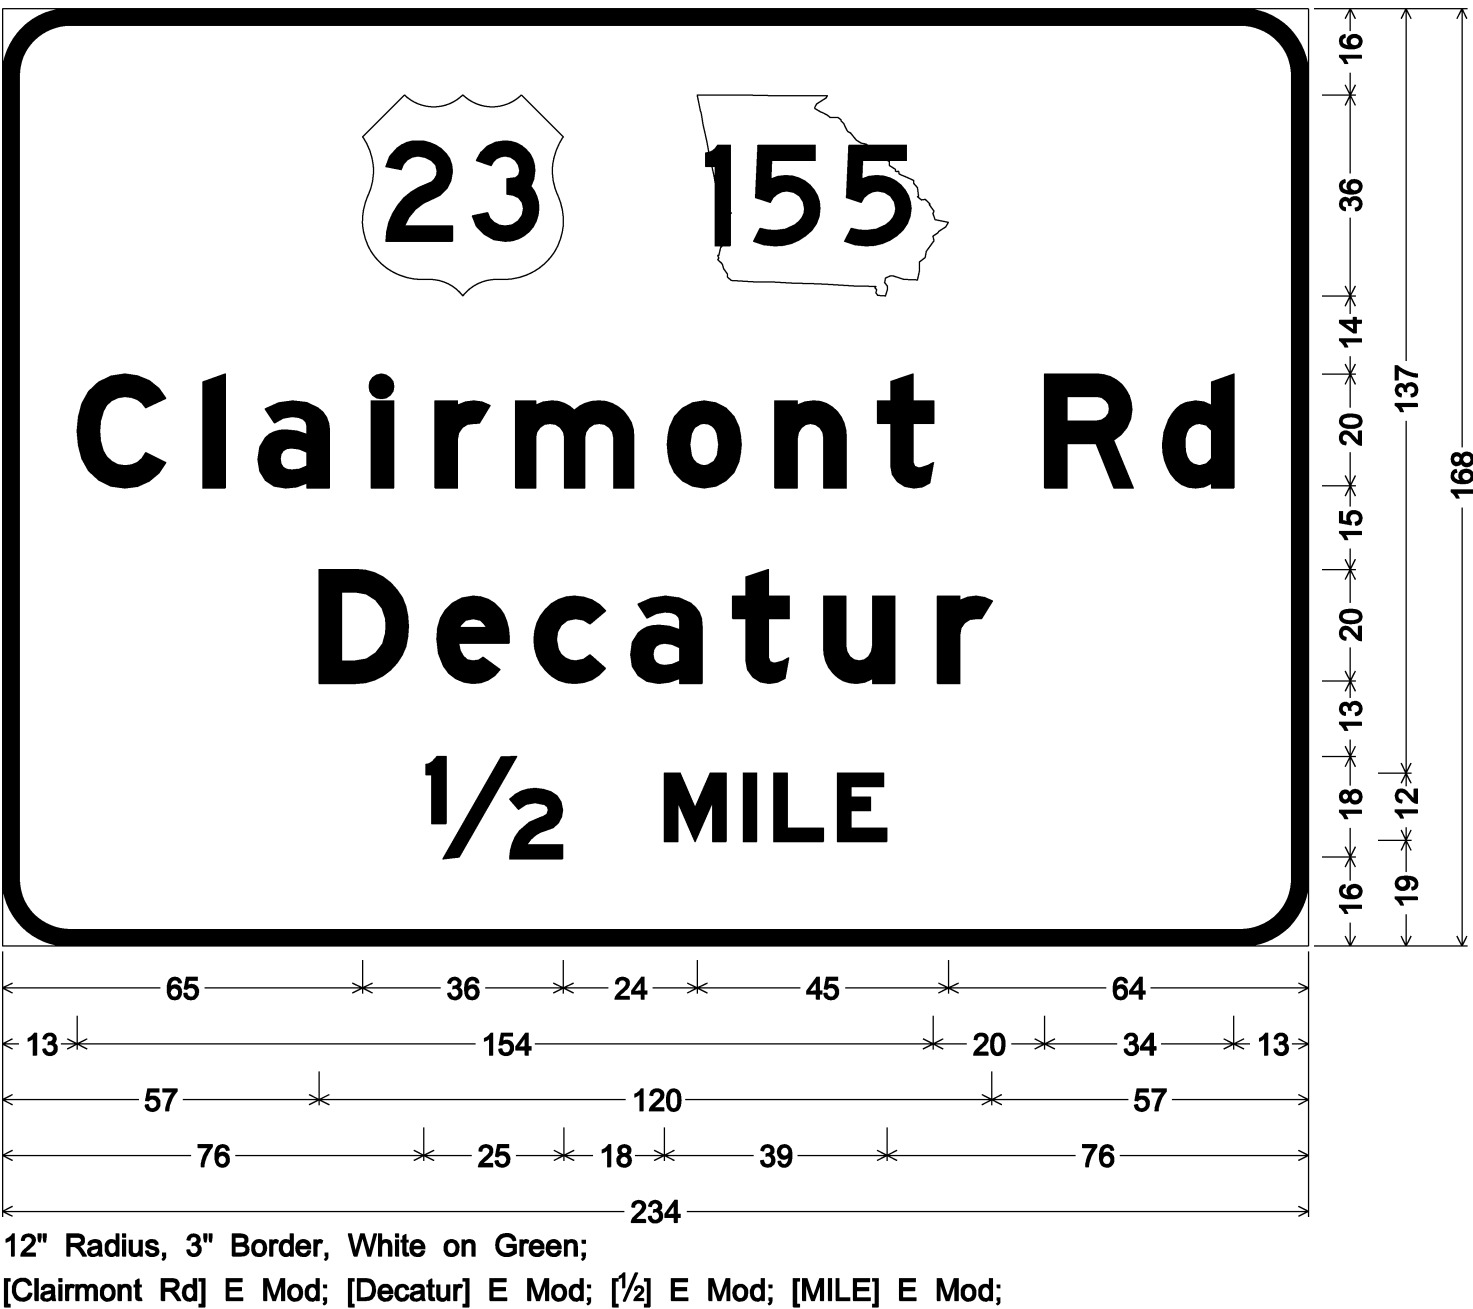 23 155
Clairmont Rd
Decatur
½ MILE
16
36
14
20
15
20
13
18
16
137
12
19
168
65 36 24 45 64
13 154 20 34 13
57 120 57
76 25 18 39 76
234
12" Radius, 3" Border, White on Green;
[Clairmont Rd] E Mod; [Decatur] E Mod; [½] E Mod; [MILE] E Mod;